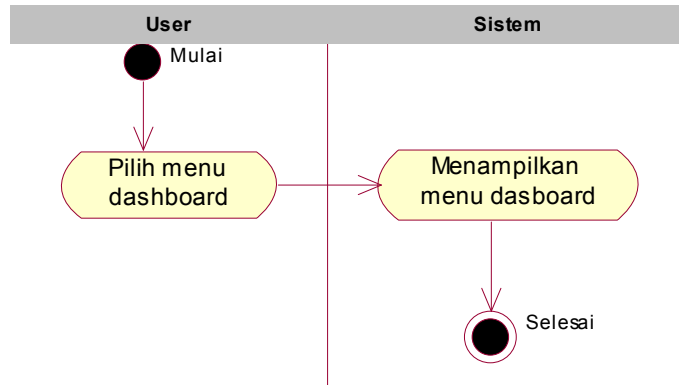 User
Sistem
Mulai
Pilih menu
dashboard
Menampilkan
menu dasboard
Selesai